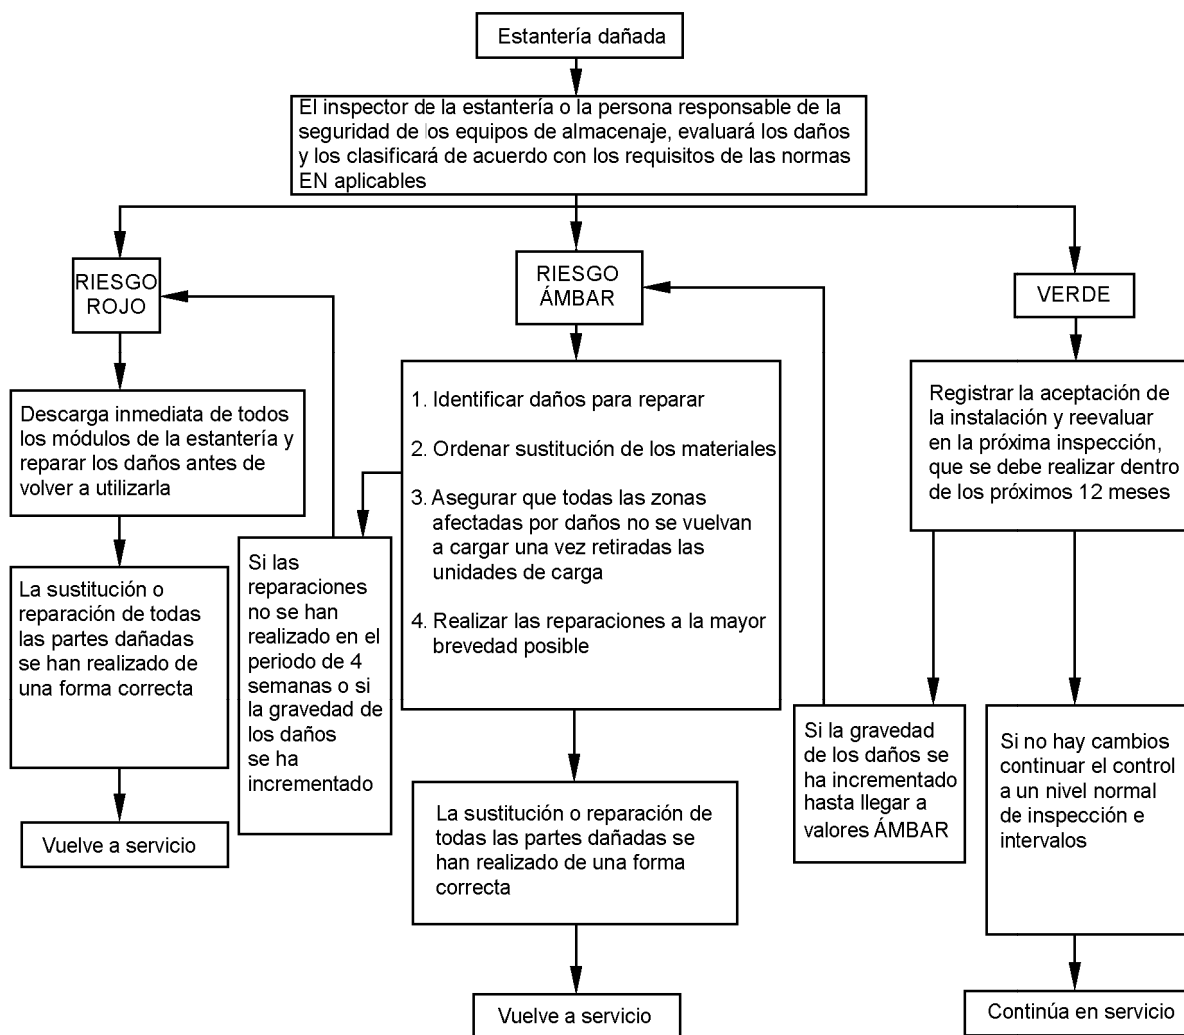 Estantería dañada
El inspector de la estantería o la persona responsable de la
seguridad de los equipos de almacenaje, evaluará los daños
y los clasificará de acuerdo con los requisitos de las normas
EN aplicables
RIESGO
ROJO
Descarga inmediata de todos
los módulos de la estantería y
reparar los daños antes de
volver a utilizarla
La sustitución o
reparación de todas
las partes dañadas
se han realizado de
una forma correcta
Vuelve a servicio
Si las
reparaciones
no se han
realizado en el
periodo de 4
semanas o si
la gravedad de
los daños
se ha
incrementado
RIESGO
ÁMBAR
1. Identificar daños para reparar
2. Ordenar sustitución de los materiales
3. Asegurar que todas las zonas
afectadas por daños no se vuelvan
a cargar una vez retiradas las
unidades de carga
4. Realizar las reparaciones a la mayor
brevedad posible
La sustitución o reparación de
todas las partes dañadas se
han realizado de una forma
correcta
Vuelve a servicio
VERDE
Registrar la aceptación de
la instalación y reevaluar
en la próxima inspección,
que se debe realizar dentro
de los próximos 12 meses
Si la gravedad
de los daños se
ha incrementado
hasta llegar a
valores ÁMBAR
Si no hay cambios
continuar el control
a un nivel normal
de inspección e
intervalos
Continúa en servicio